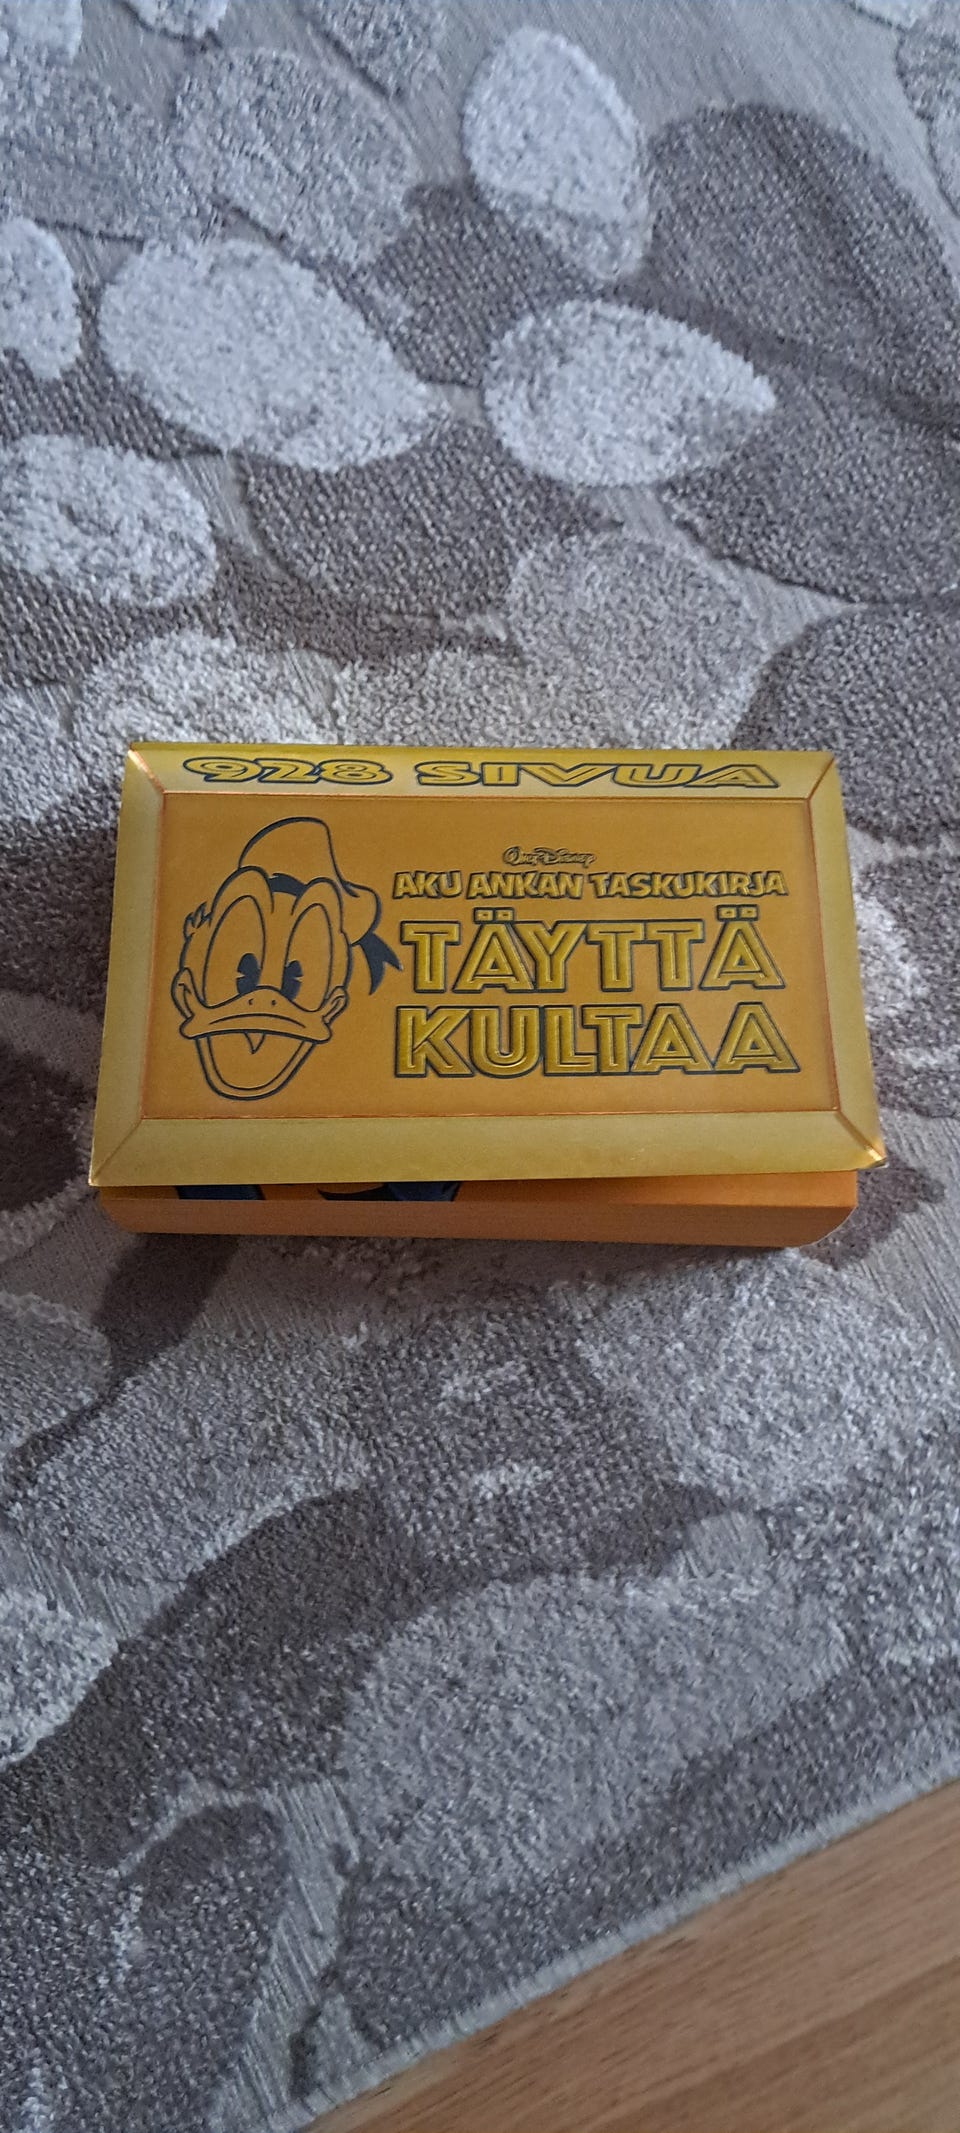 928 SIVUA
Walt Disney
AKU ANKAN TASKUKIRJA
TÄYTTÄ
KULTAA